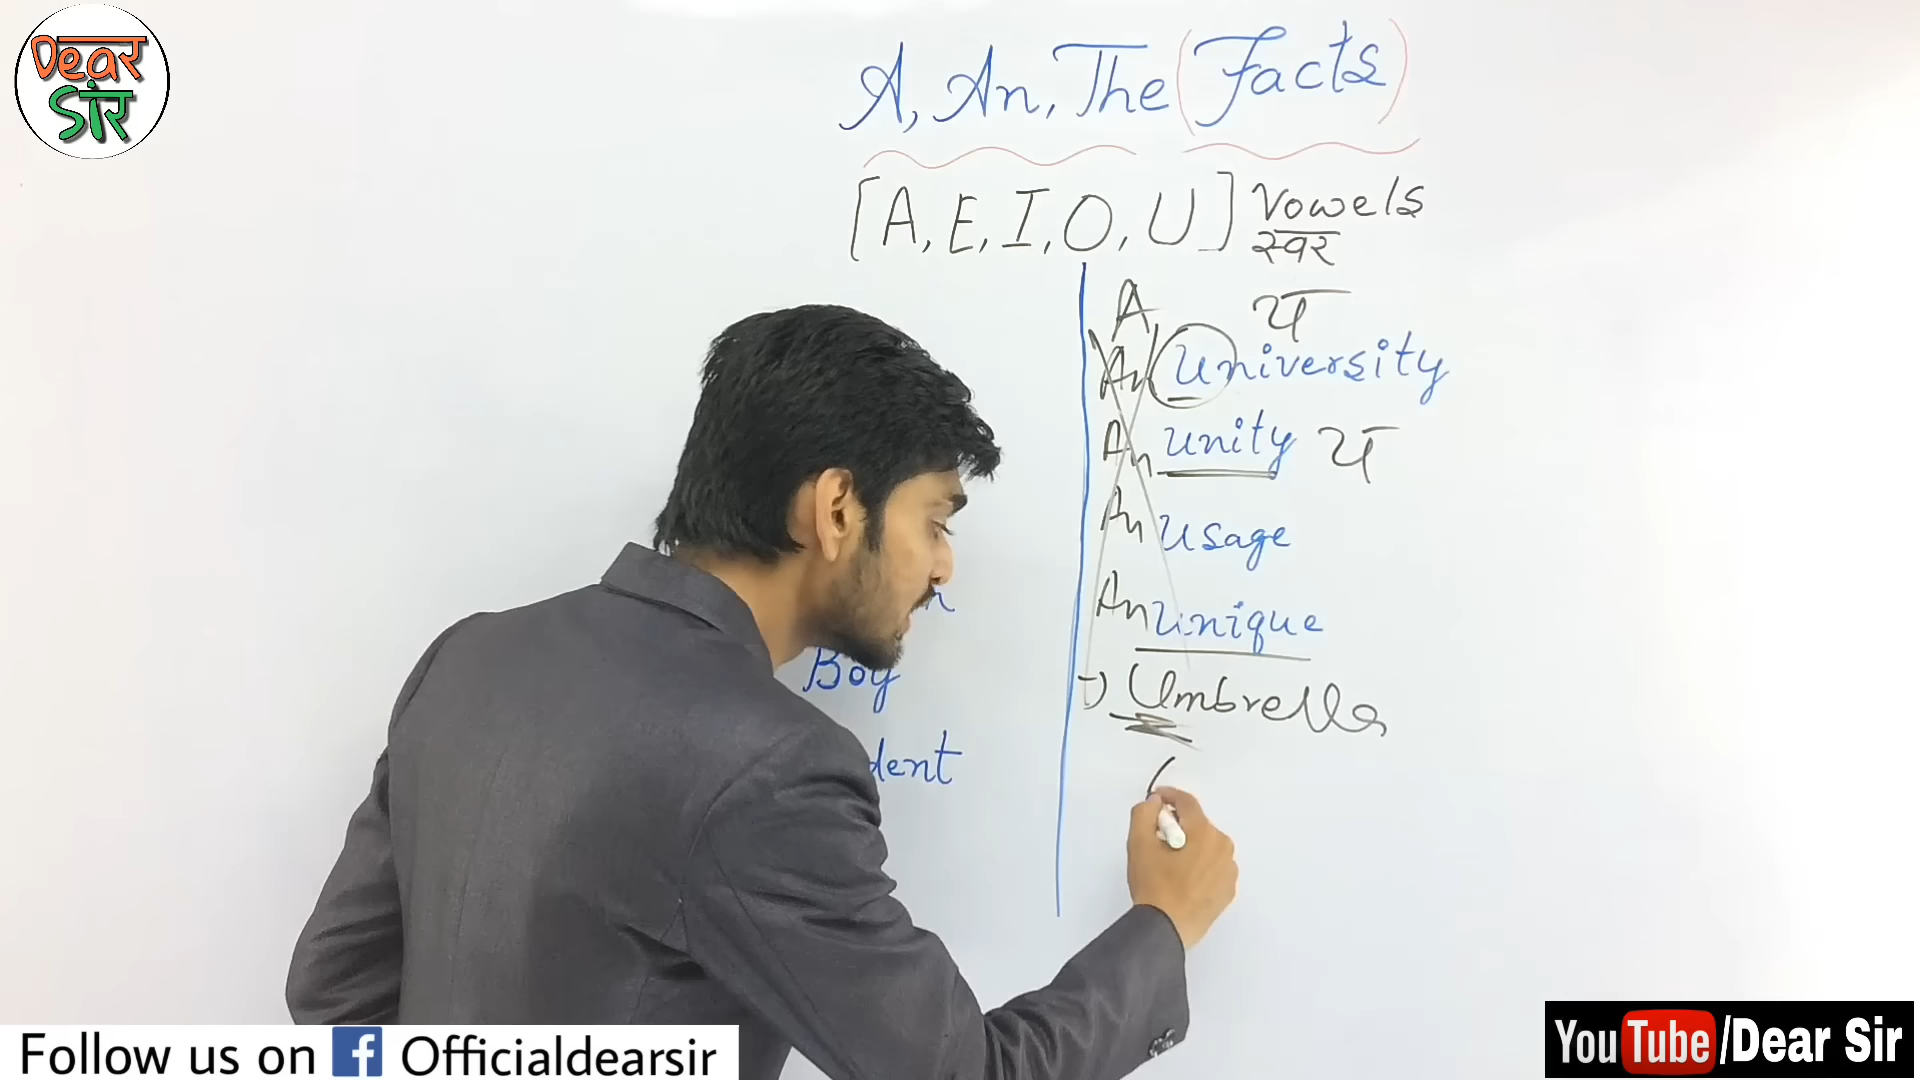 Dear
Sir
A, An, The (Facts)
[A, E, I, O, U] Vowels
स्वर
A य
An University
An unity य
An Usage
An Unique
Boy
Umbrella
dent
Follow us on f Officialdearsir
YouTube/Dear Sir